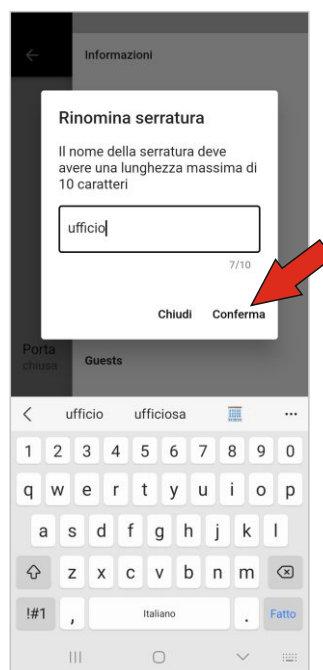 Informazioni
Rinomina serratura
Il nome della serratura deve
avere una lunghezza massima di
10 caratteri
ufficio
7/10
Chiudi Conferma
Porta
chiusa
Guests
ufficio ufficiosa ...
1 2 3 4 5 6 7 8 9 0
q w e r t y u i o p
a s d f g h j k l
z x c v b n m
!#1 , Italiano . Fatto